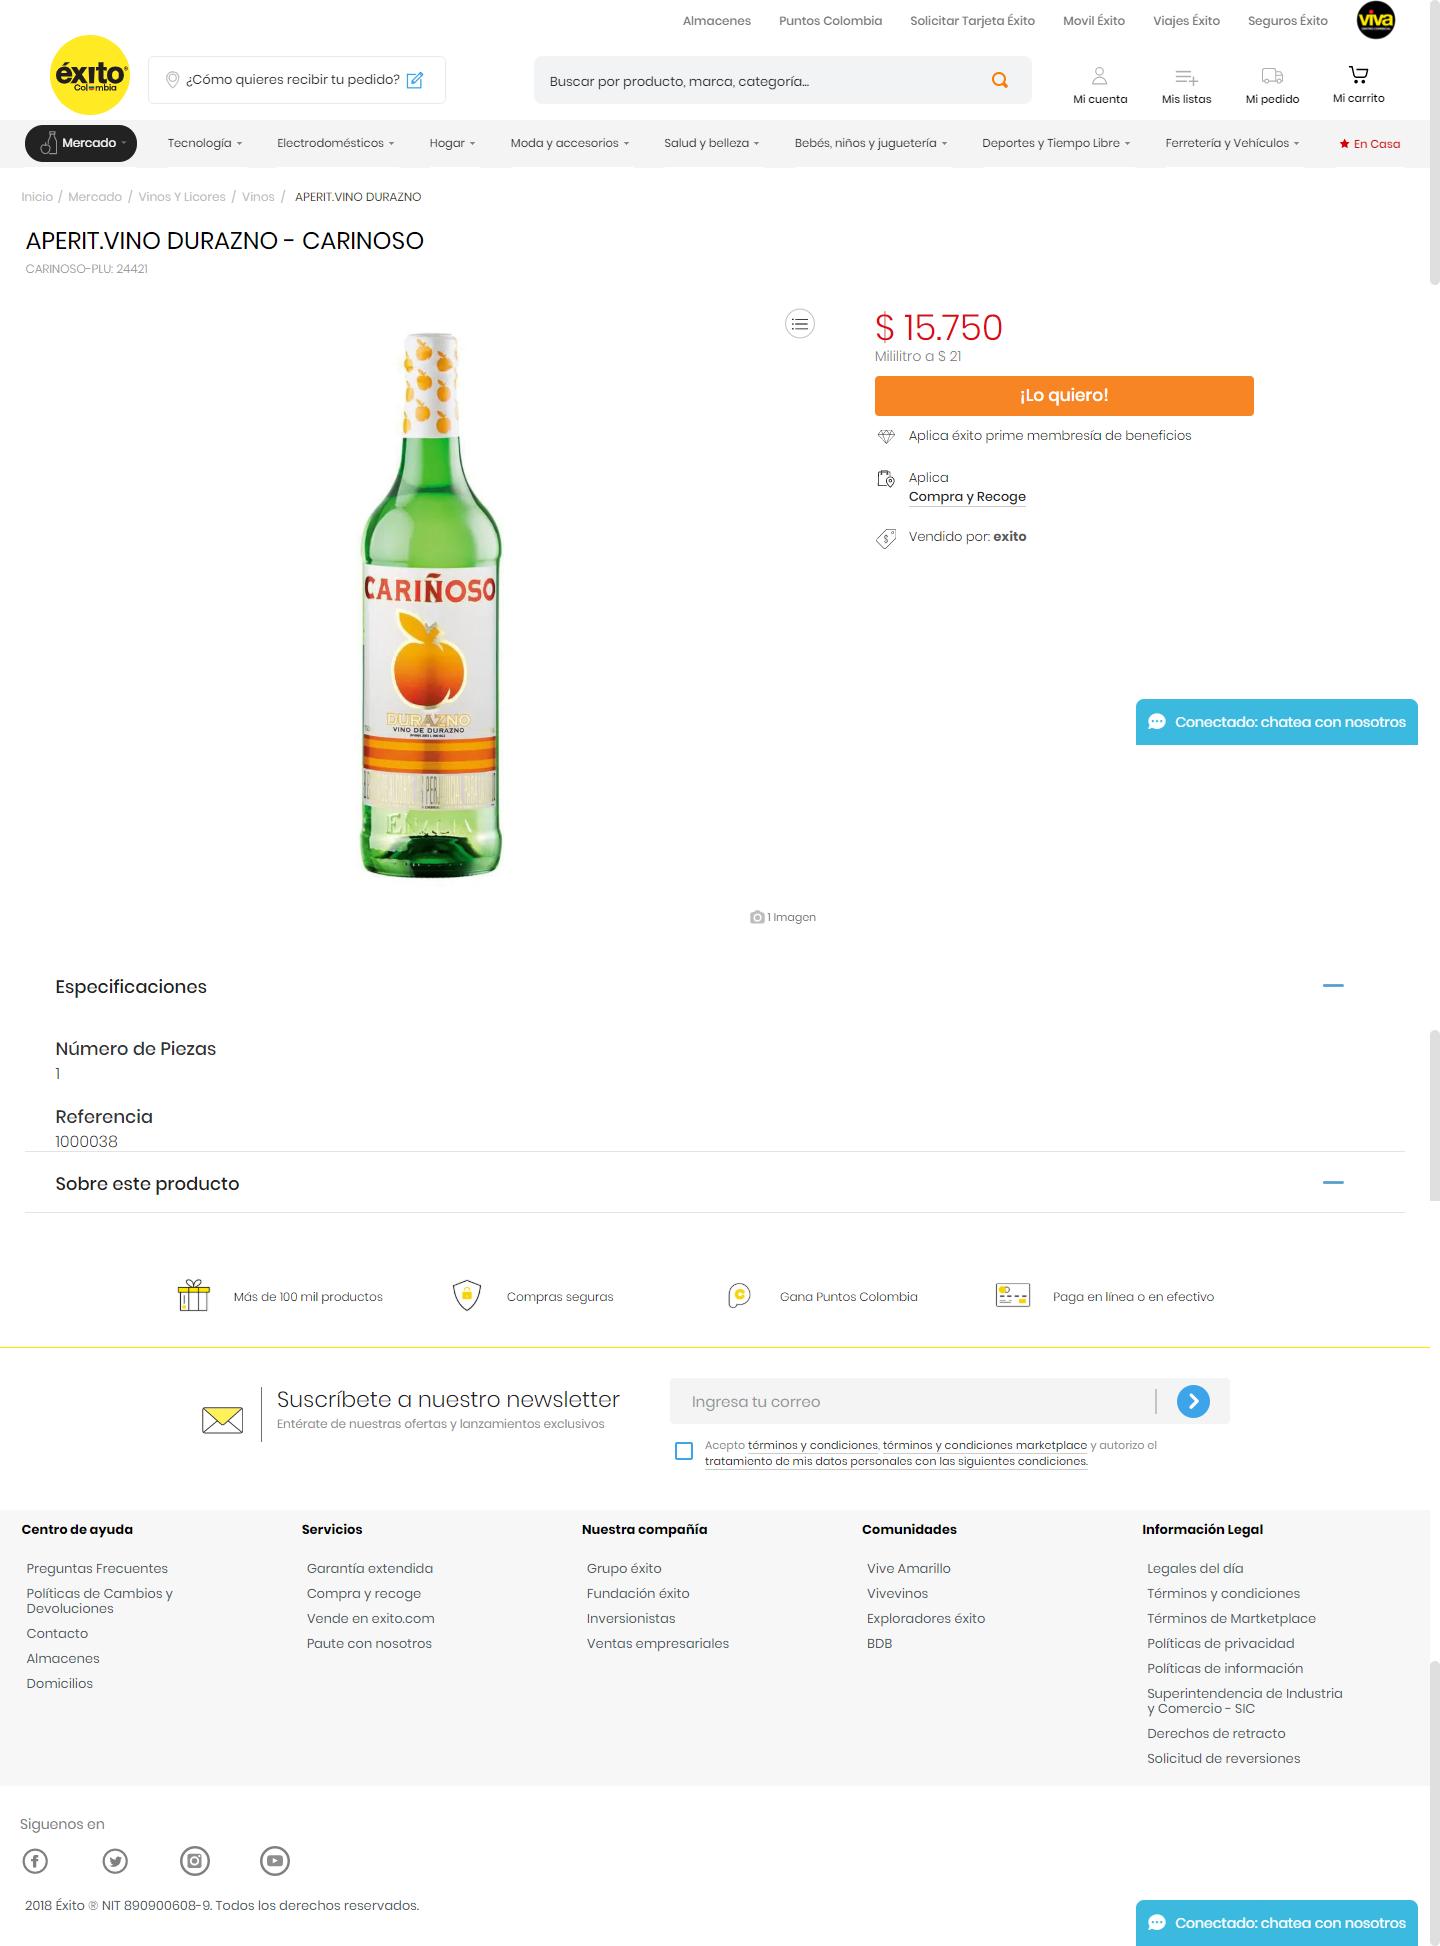 Almacenes
Puntos Colombia
Solicitar Tarjeta Éxito
Movil Éxito
Viajes Éxito
Seguros Éxito
viva
éxito
Colombia
¿Cómo quieres recibir tu pedido?
Buscar por producto, marca, categoría...
Mi cuenta
Mis listas
Mi pedido
Mi carrito
Mercado
Tecnología
Electrodomésticos
Hogar
Moda y accesorios
Salud y belleza
Bebés, niños y juguetería
Deportes y Tiempo Libre
Ferretería y Vehículos
En Casa
Inicio / Mercado / Vinos Y Licores / Vinos / APERIT.VINO DURAZNO
APERIT.VINO DURAZNO - CARINOSO
CARINOSO-PLU: 24421
CARIÑOSO
DURAZNO
VINO DE DURAZNO
$ 15.750
Mililitro a $ 21
¡Lo quiero!
Aplica éxito prime membresía de beneficios
Aplica
Compra y Recoge
Vendido por: exito
Conectado: chatea con nosotros
1 Imagen
Especificaciones
Número de Piezas
1
Referencia
1000038
Sobre este producto
Más de 100 mil productos
Compras seguras
Gana Puntos Colombia
Paga en línea o en efectivo
Suscríbete a nuestro newsletter
Entérate de nuestras ofertas y lanzamientos exclusivos
Ingresa tu correo
Acepto términos y condiciones, términos y condiciones marketplace y autorizo el
tratamiento de mis datos personales con las siguientes condiciones.
Centro de ayuda
Preguntas Frecuentes
Políticas de Cambios y
Devoluciones
Contacto
Almacenes
Domicilios
Servicios
Garantía extendida
Compra y recoge
Vende en exito.com
Paute con nosotros
Nuestra compañía
Grupo éxito
Fundación éxito
Inversionistas
Ventas empresariales
Comunidades
Vive Amarillo
Vivevinos
Exploradores éxito
BDB
Información Legal
Legales del día
Términos y condiciones
Términos de Martketplace
Políticas de privacidad
Políticas de información
Superintendencia de Industria
y Comercio - SIC
Derechos de retracto
Solicitud de reversiones
Siguenos en
2018 Éxito ® NIT 890900608-9. Todos los derechos reservados.
Conectado: chatea con nosotros